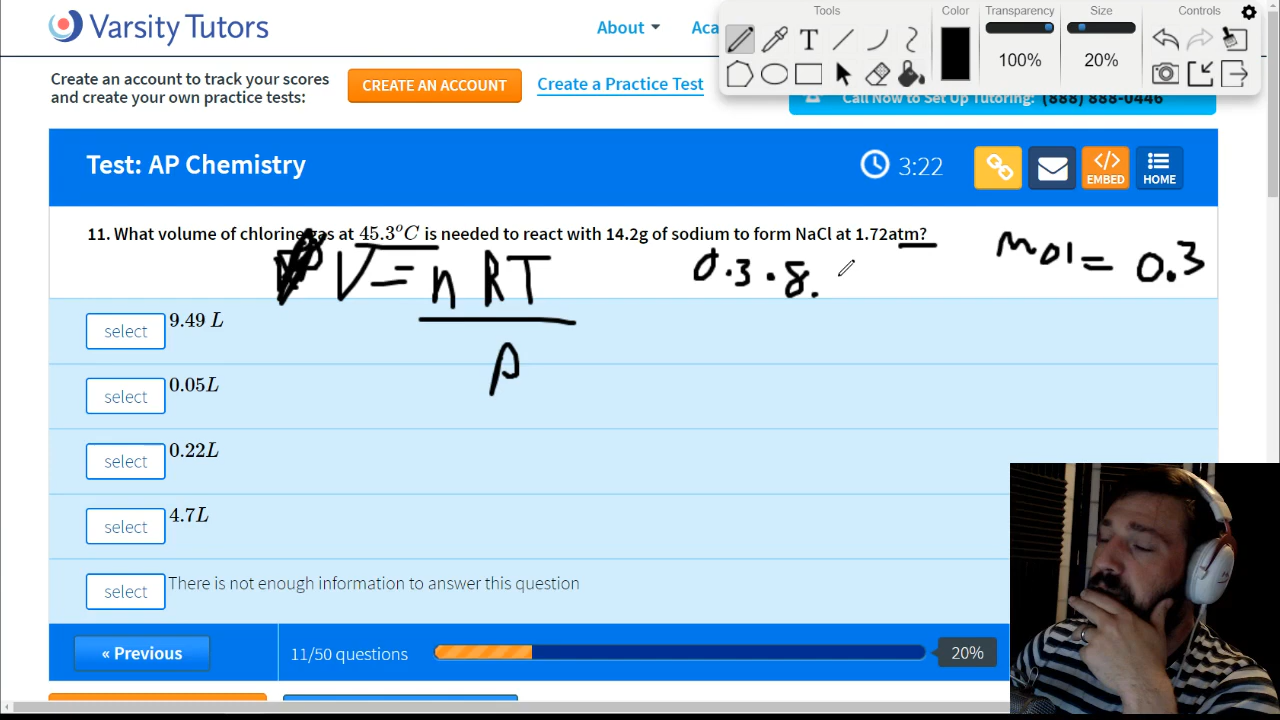 Varsity Tutors
About
Aca
Tools
Color
Transparency
Size
Controls
100%
20%
Create an account to track your scores
and create your own practice tests:
CREATE AN ACCOUNT
Create a Practice Test
Call Now to Set Up Tutoring: (888) 888-0446
Test: AP Chemistry
3:22
EMBED
HOME
11. What volume of chlorine gas at 45.3°C is needed to react with 14.2g of sodium to form NaCl at 1.72atm?
V = nRT
P
0.3 · 8.
mol = 0.3
select 9.49 L
select 0.05L
select 0.22L
select 4.7L
select There is not enough information to answer this question
« Previous
11/50 questions
20%